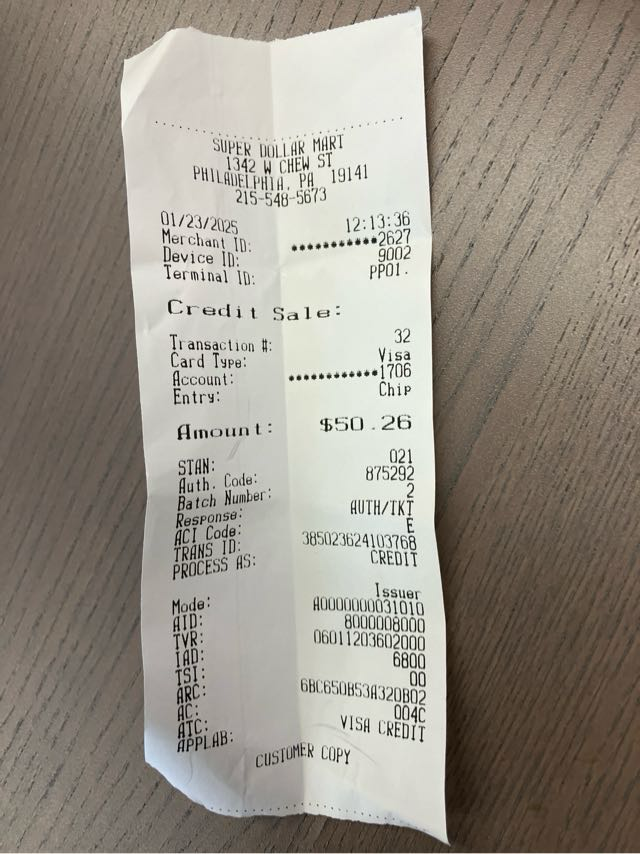 SUPER DOLLAR MART
1342 W CHEW ST
PHILADELPHIA, PA 19141
215-548-5673
01/23/2025 12:13:36
Merchant ID: ***********2627
Device ID: 9002
Terminal ID: PP01.
Credit Sale:
Transaction #: 32
Card Type: Visa
Account: ************1706
Entry: Chip
Amount: $50.26
STAN: 021
Auth. Code: 875292
Batch Number: 2
Response: AUTH/TKT
ACI Code: E
TRANS ID: 385023624103768
PROCESS AS: CREDIT
Mode: Issuer
AID: A0000000031010
TVR: 8000008000
IAD: 06011203602000
TSI: 6800
ARC: 00
AC: 6BC650B53A320B02
ATC: 004C
APPLAB: VISA CREDIT
CUSTOMER COPY